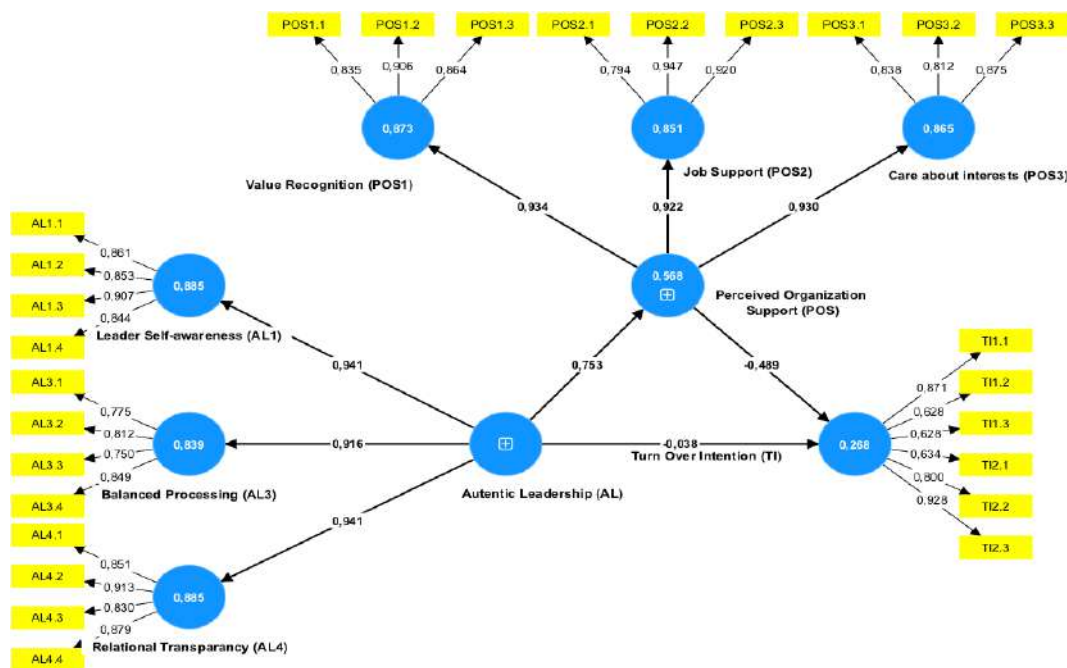 POS1.1
POS1.2
POS1.3
POS2.1
POS2.2
POS2.3
POS3.1
POS3.2
POS3.3
0,835
0,906
0,864
0,794
0,947
0,920
0,838
0,812
0,875
0,873
0,851
0,865
Value Recognition (POS1)
Job Support (POS2)
Care about interests (POS3)
0,934
0,922
0,930
AL1.1
AL1.2
AL1.3
AL1.4
0,861
0,853
0,907
0,844
0,885
Leader Self-awareness (AL1)
0,568
Perceived Organization
Support (POS)
0,941
0,753
-0,489
AL3.1
AL3.2
AL3.3
AL3.4
0,775
0,812
0,750
0,849
0,839
Balanced Processing (AL3)
0,916
Autentic Leadership (AL)
-0,038
Turn Over Intention (TI)
0,268
0,871
0,628
0,628
0,634
0,800
0,928
TI1.1
TI1.2
TI1.3
TI2.1
TI2.2
TI2.3
0,941
AL4.1
AL4.2
AL4.3
AL4.4
0,851
0,913
0,830
0,879
0,885
Relational Transparancy (AL4)